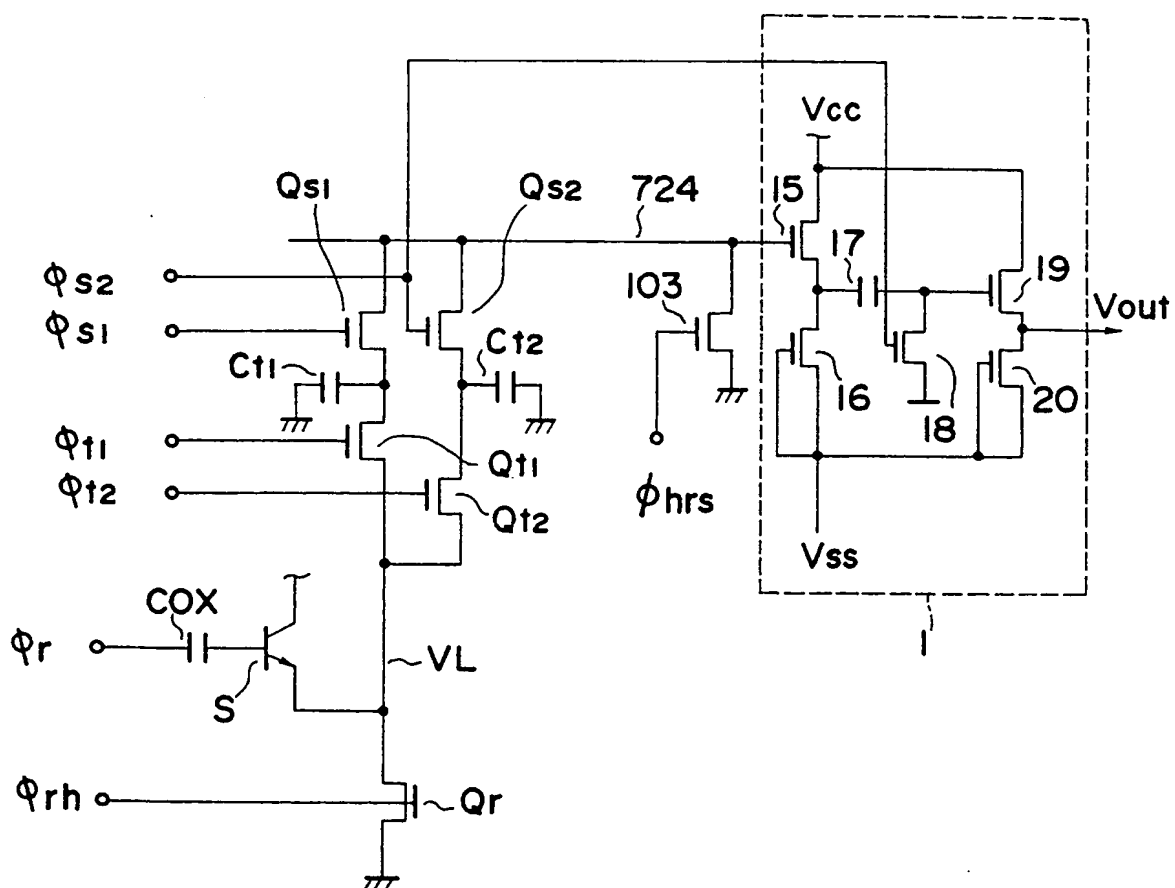 Vcc
Qs1
Qs2
724
15
17
19
φs2
103
Vout
φs1
Ct1
Ct2
16
18
20
φt1
Qt1
φt2
Qt2
φhrs
Vss
COX
1
φr
VL
S
φrh
Qr